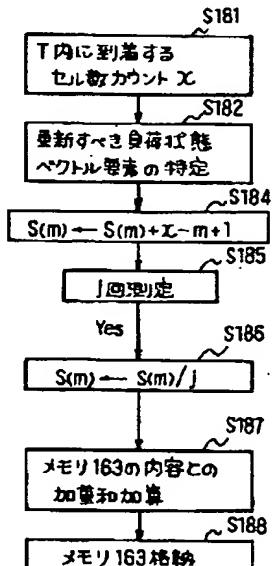 S181
T内に到着する
セル数カウント x
S182
更新すべき負荷状態
ベクトル要素の特定
S184
S(m) ← S(m)+x-m+1
S185
j回測定
Yes
S186
S(m) ← S(m)/j
S187
メモリ163の内容との
加重和加算
S188
メモリ163格納